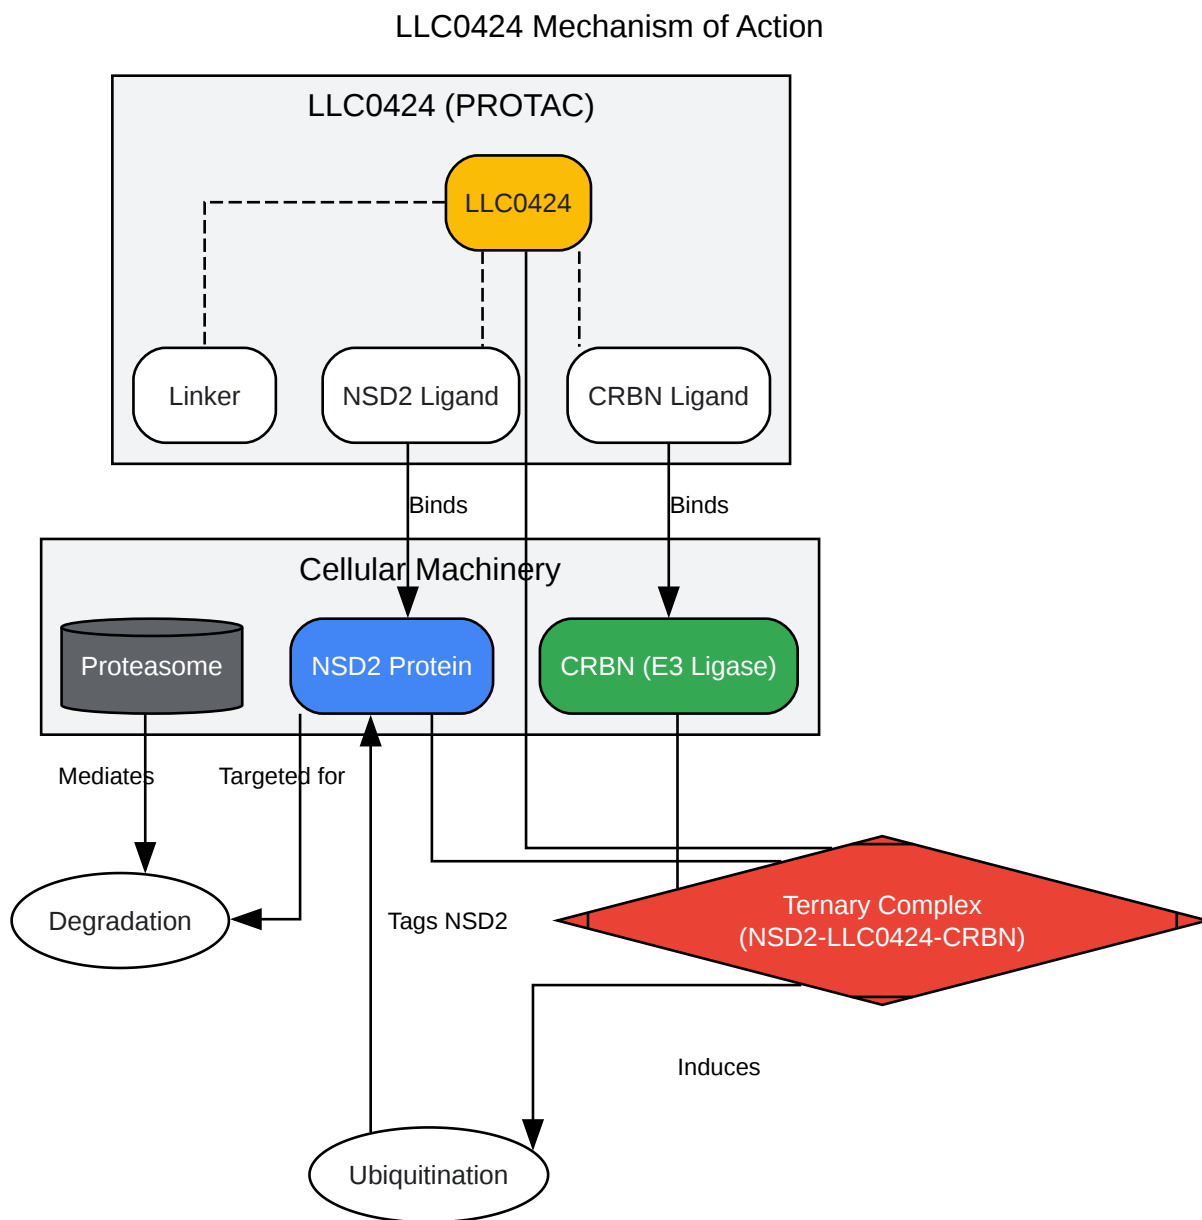 LLC0424 Mechanism of Action
LLC0424 (PROTAC)
LLC0424
Linker
NSD2 Ligand
CRBN Ligand
Binds
Binds
Cellular Machinery
Proteasome
NSD2 Protein
CRBN (E3 Ligase)
Mediates
Targeted for
Degradation
Tags NSD2
Ternary Complex
(NSD2-LLC0424-CRBN)
Induces
Ubiquitination